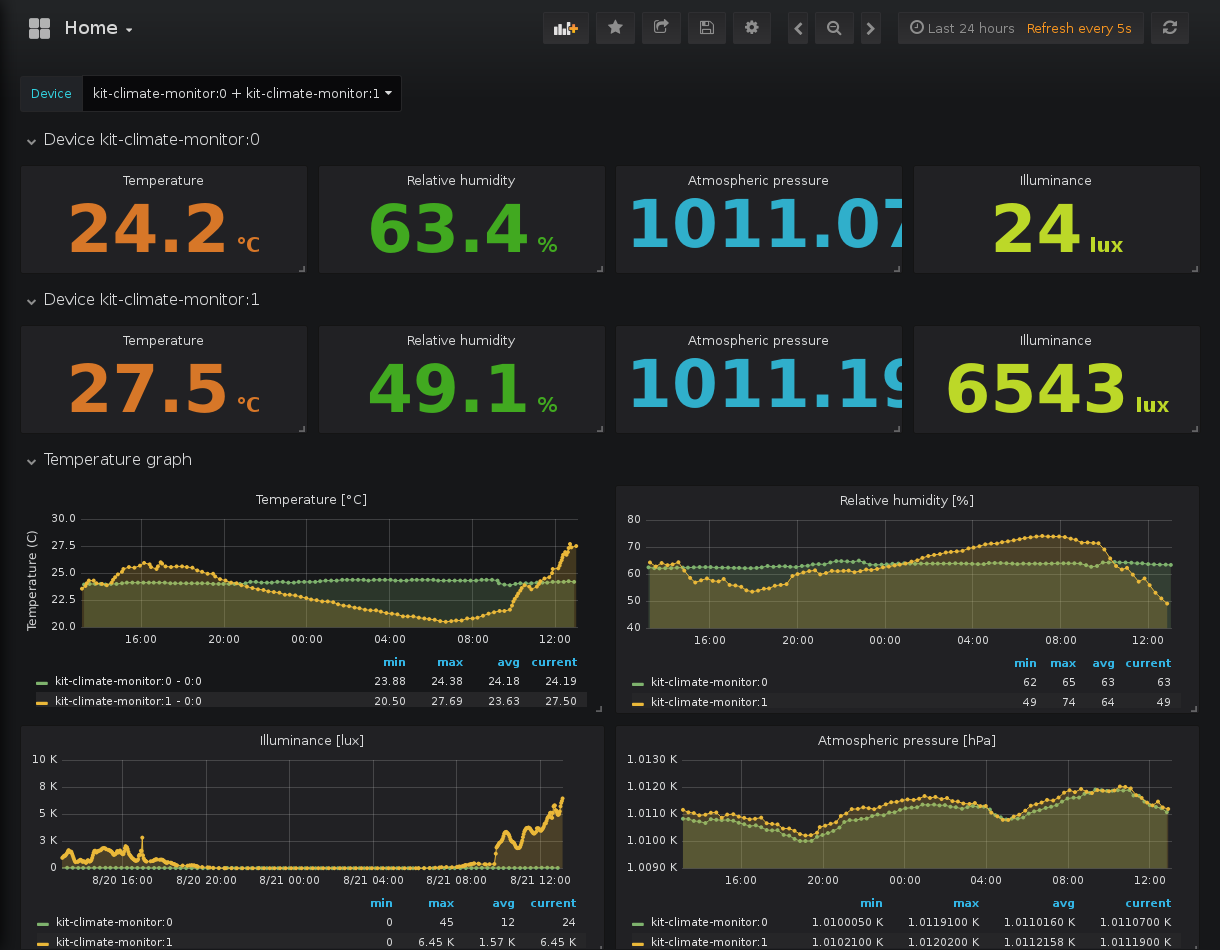 Home
Last 24 hours Refresh every 5s
Device kit-climate-monitor:0 + kit-climate-monitor:1
Device kit-climate-monitor:0
Temperature Relative humidity Atmospheric pressure Illuminance
24.2 °C 63.4 % 1011.07 24 lux
Device kit-climate-monitor:1
Temperature Relative humidity Atmospheric pressure Illuminance
27.5 °C 49.1 % 1011.19 6543 lux
Temperature graph
Temperature [°C]
Temperature (C)
30.0
27.5
25.0
22.5
20.0
16:00 20:00 00:00 04:00 08:00 12:00
min max avg current
kit-climate-monitor:0 - 0:0 23.88 24.38 24.18 24.19
kit-climate-monitor:1 - 0:0 20.50 27.69 23.63 27.50
Relative humidity [%]
80
70
60
50
40
16:00 20:00 00:00 04:00 08:00 12:00
min max avg current
kit-climate-monitor:0 62 65 63 63
kit-climate-monitor:1 49 74 64 49
Illuminance [lux]
10 K
8 K
5 K
3 K
0
8/20 16:00 8/20 20:00 8/21 00:00 8/21 04:00 8/21 08:00 8/21 12:00
min max avg current
kit-climate-monitor:0 0 45 12 24
kit-climate-monitor:1 0 6.45 K 1.57 K 6.45 K
Atmospheric pressure [hPa]
1.0130 K
1.0120 K
1.0110 K
1.0100 K
1.0090 K
16:00 20:00 00:00 04:00 08:00 12:00
min max avg current
kit-climate-monitor:0 1.0100050 K 1.0119100 K 1.0110160 K 1.0110700 K
kit-climate-monitor:1 1.0102100 K 1.0120200 K 1.0112158 K 1.0111900 K